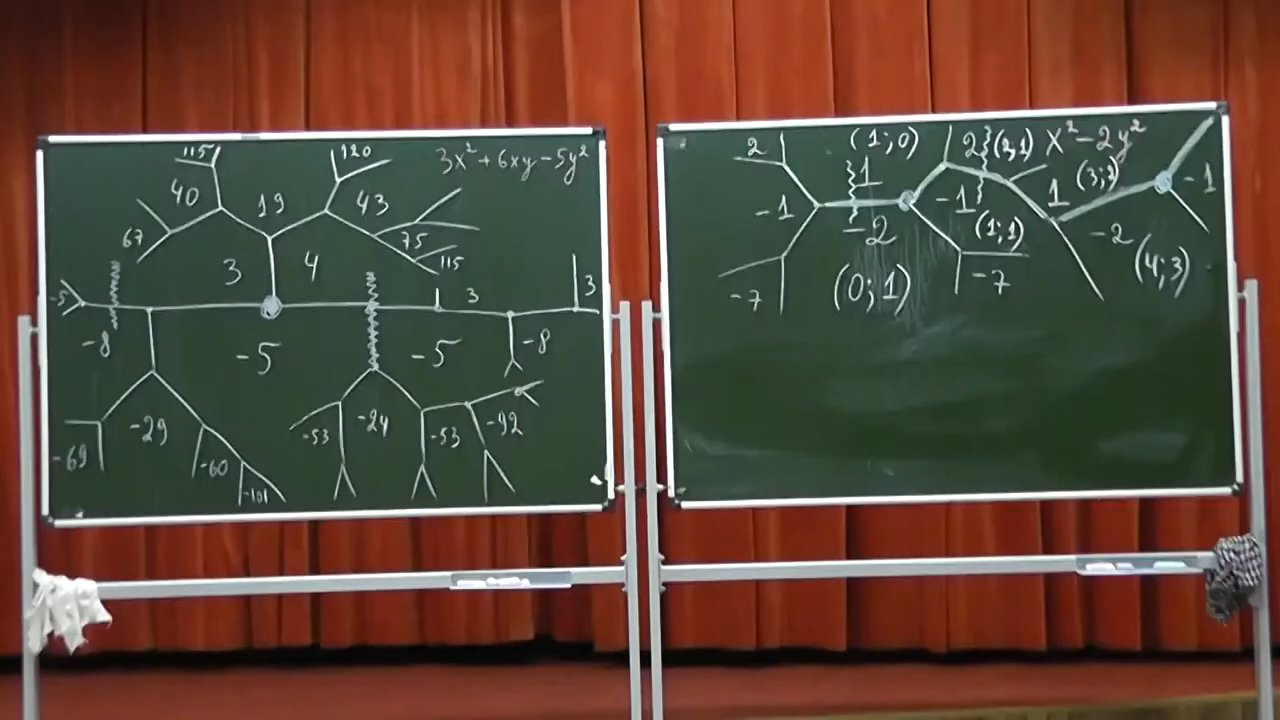 115 120 3x² + 6xy - 5y²
40 19 43
67 75
3 4 115
-5 3 3
-8 -5 -5 -8
-29 -24 -53 -92
-53
-69 -60
-101
2 (1;0) 2 (2,1) x² - 2y²
1 (3;2) -1
-1 -1 1
-2 (1;1) -2
-7 (0;1) -7 (4;3)